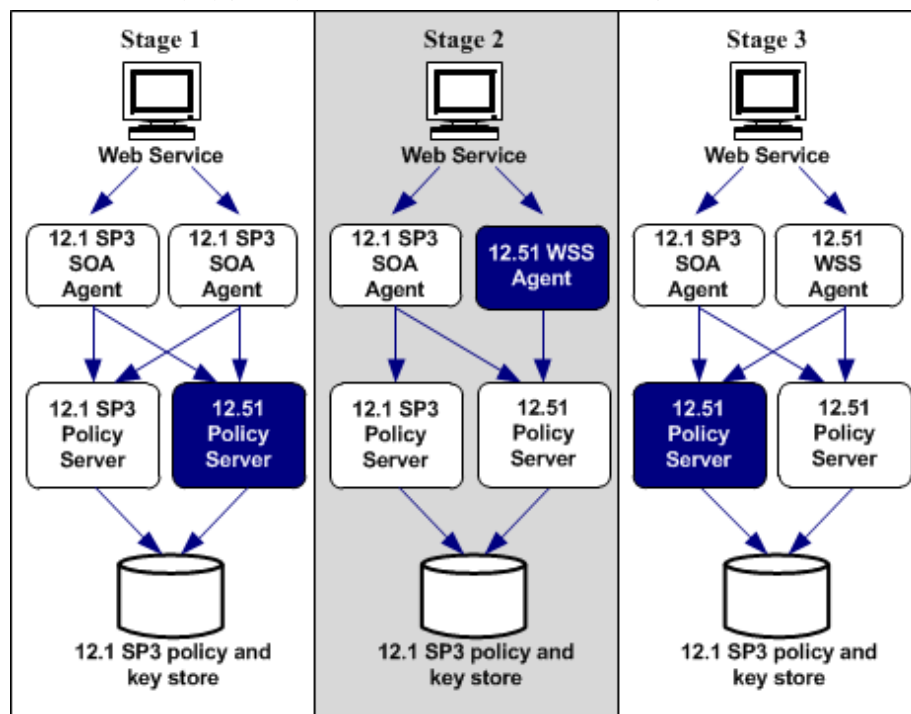 Stage 1
Web Service
12.1 SP3
SOA
Agent
12.1 SP3
SOA
Agent
12.1 SP3
Policy
Server
12.51
Policy
Server
12.1 SP3 policy and
key store
Stage 2
Web Service
12.1 SP3
SOA
Agent
12.51 WSS
Agent
12.1 SP3
Policy
Server
12.51
Policy
Server
12.1 SP3 policy and
key store
Stage 3
Web Service
12.1 SP3
SOA
Agent
12.51
WSS
Agent
12.51
Policy
Server
12.51
Policy
Server
12.1 SP3 policy and
key store